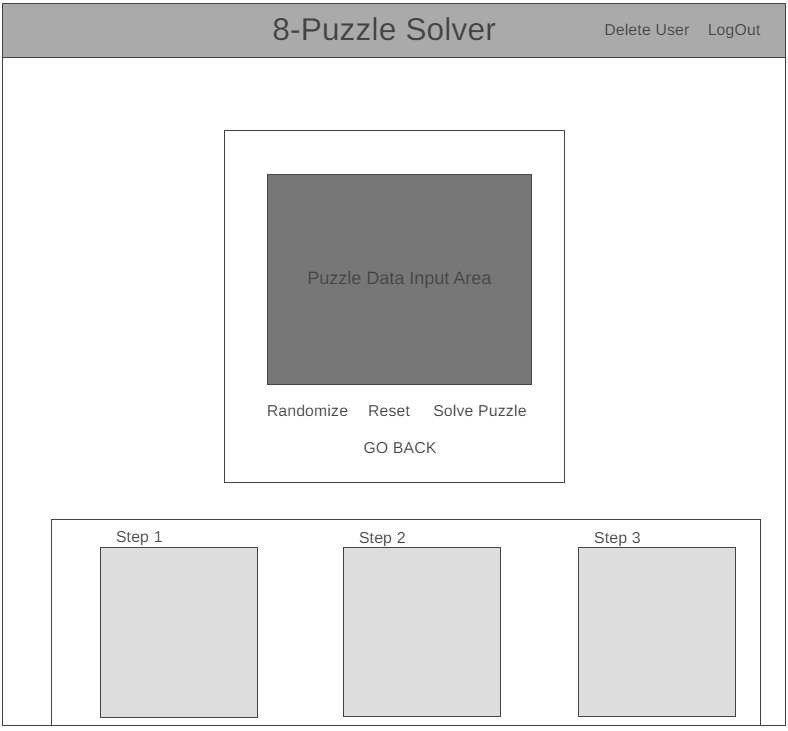 8-Puzzle Solver
Delete User LogOut
Puzzle Data Input Area
Randomize Reset Solve Puzzle
GO BACK
Step 1 Step 2 Step 3